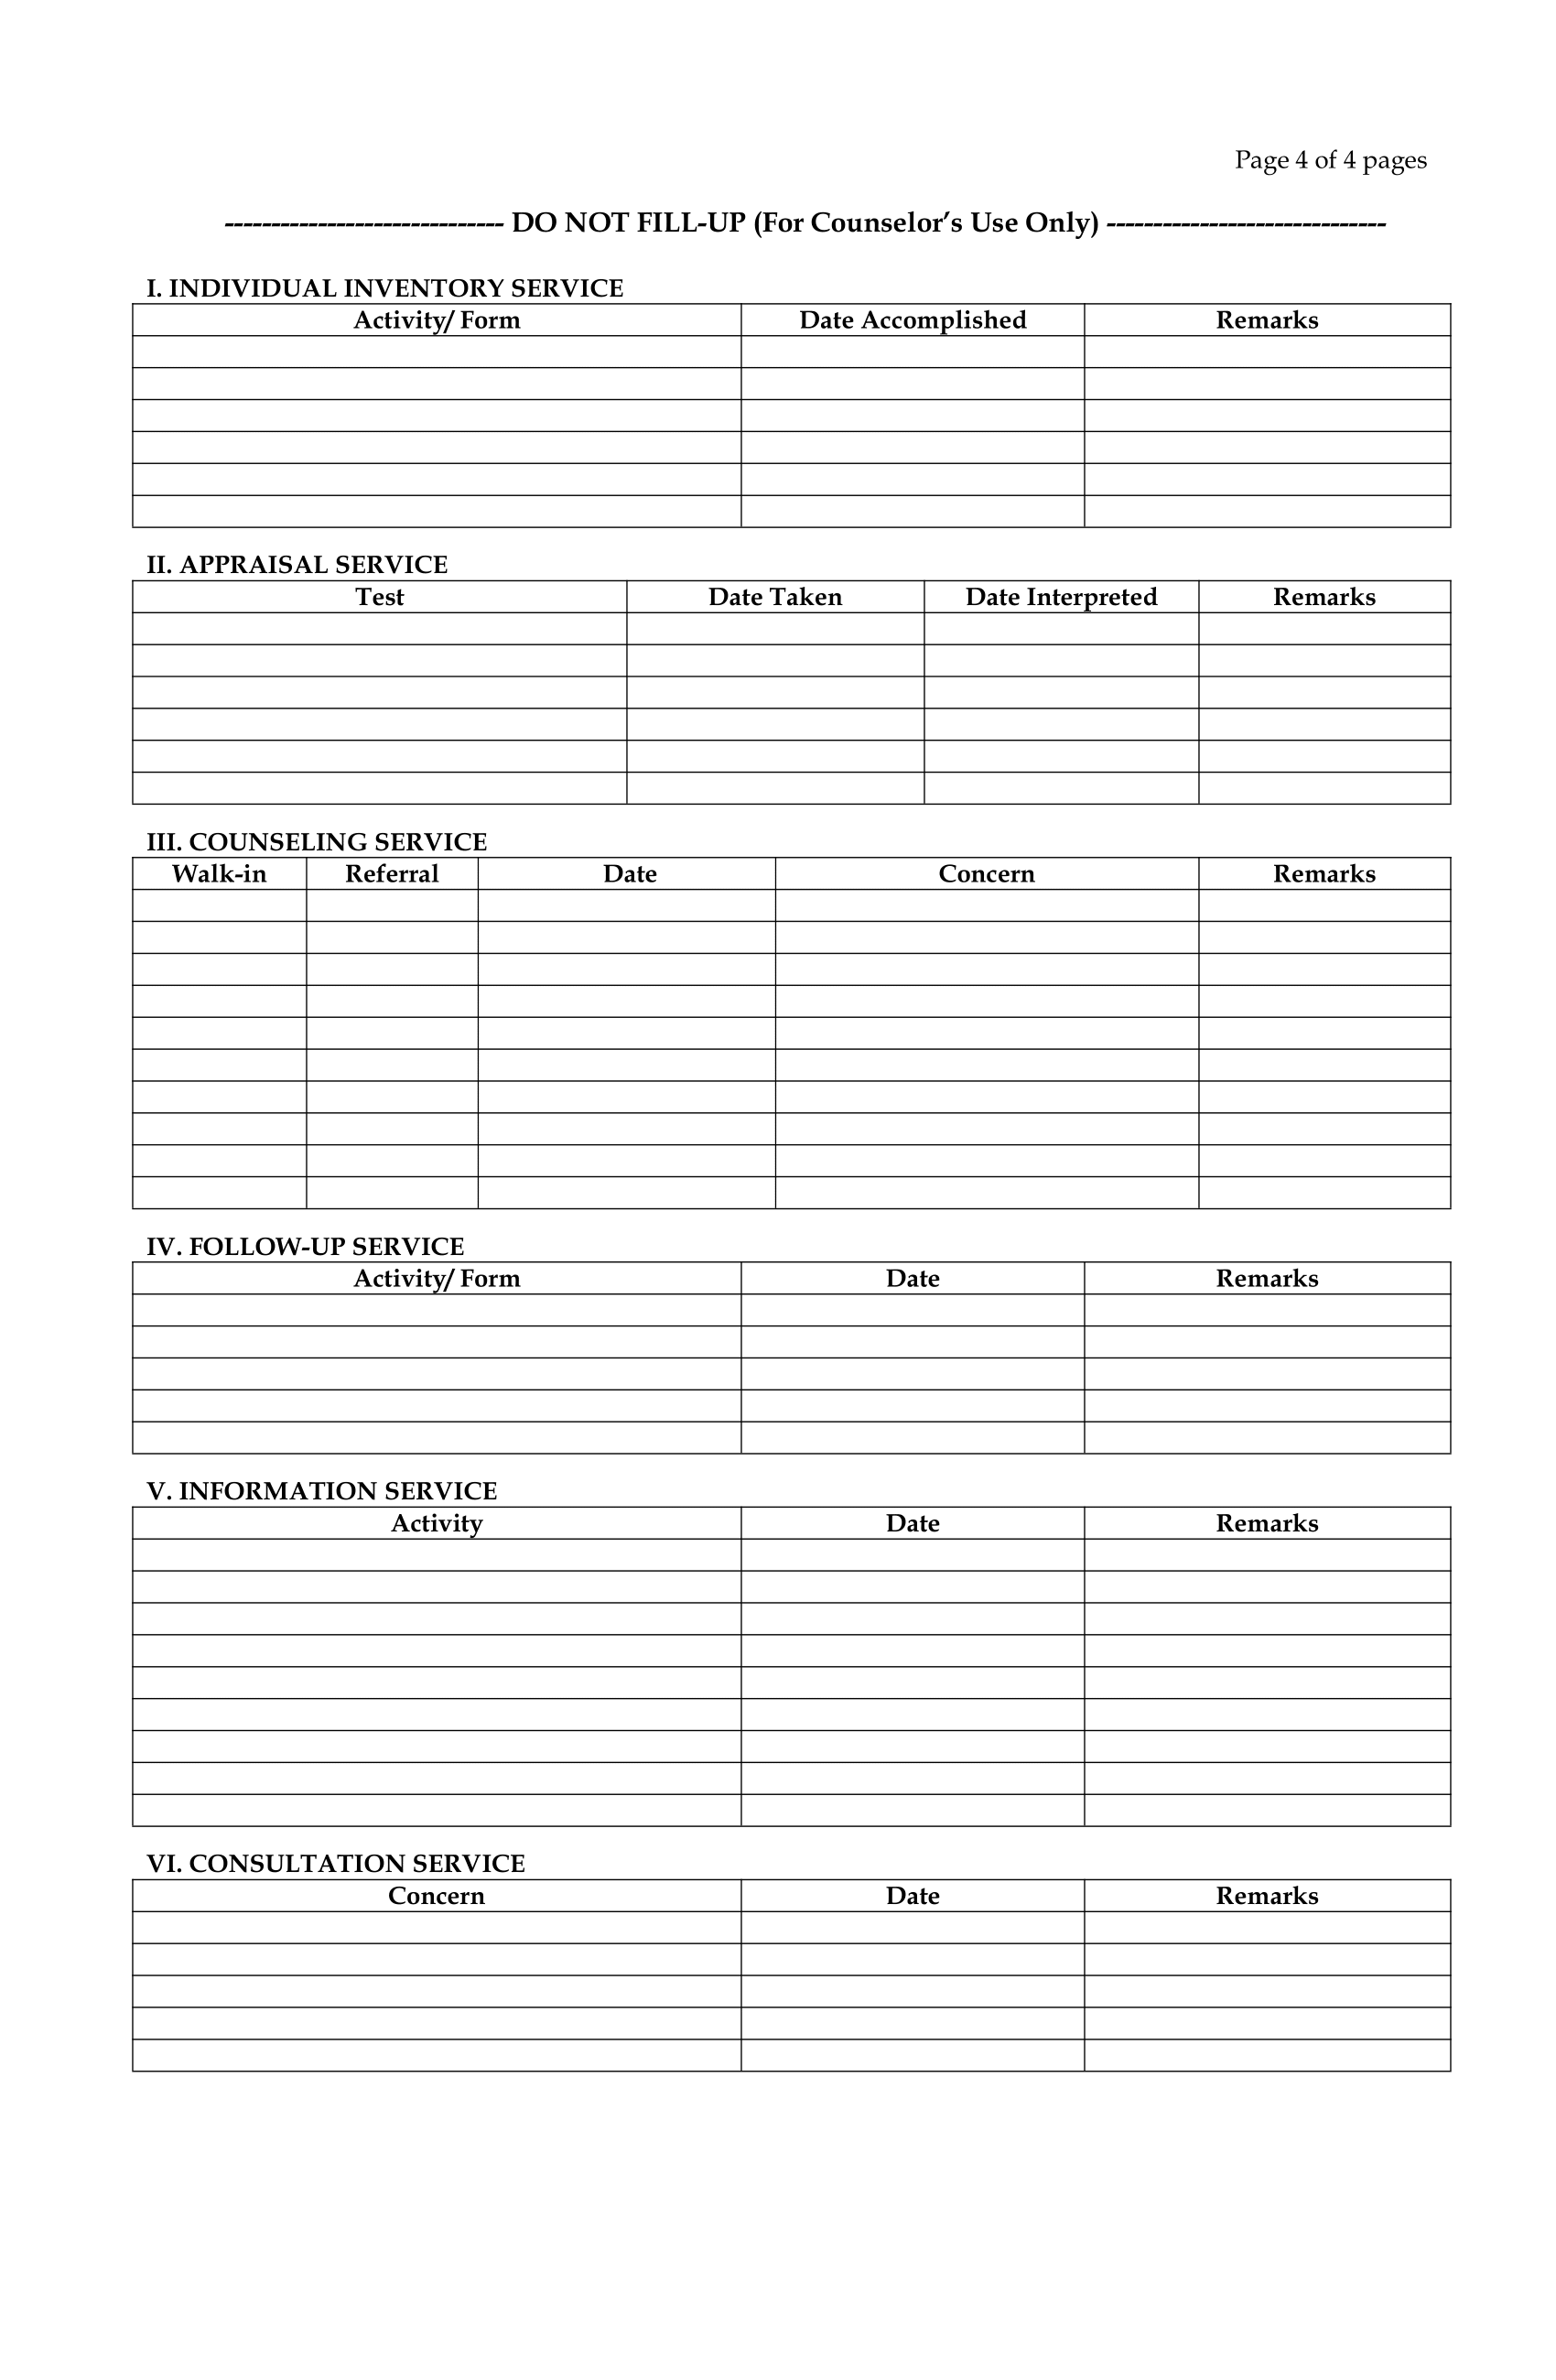 Page 4 of 4 pages
------------------------------ DO NOT FILL-UP (For Counselor’s Use Only) ------------------------------
I. INDIVIDUAL INVENTORY SERVICE
Activity/ Form Date Accomplished Remarks
II. APPRAISAL SERVICE
Test Date Taken Date Interpreted Remarks
III. COUNSELING SERVICE
Walk-in Referral Date Concern Remarks
IV. FOLLOW-UP SERVICE
Activity/ Form Date Remarks
V. INFORMATION SERVICE
Activity Date Remarks
VI. CONSULTATION SERVICE
Concern Date Remarks